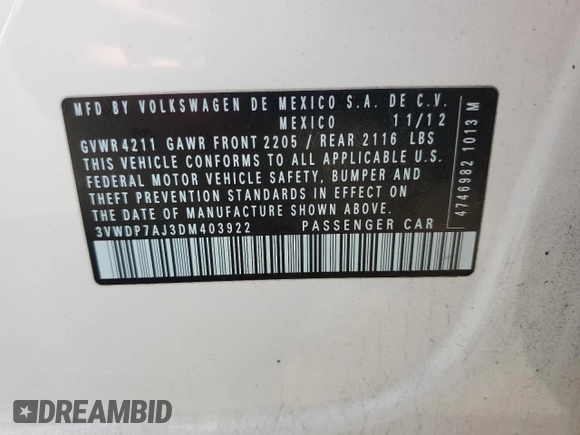 MFD BY VOLKSWAGEN DE MEXICO S.A. DE C.V.
MEXICO 11/12
GVWR 4211 GAWR FRONT 2205 / REAR 2116 LBS
THIS VEHICLE CONFORMS TO ALL APPLICABLE U.S.
FEDERAL MOTOR VEHICLE SAFETY, BUMPER AND
THEFT PREVENTION STANDARDS IN EFFECT ON
THE DATE OF MANUFACTURE SHOWN ABOVE.
3VWDP7AJ3DM403922 PASSENGER CAR
4746982 1013 M
DREAMBID